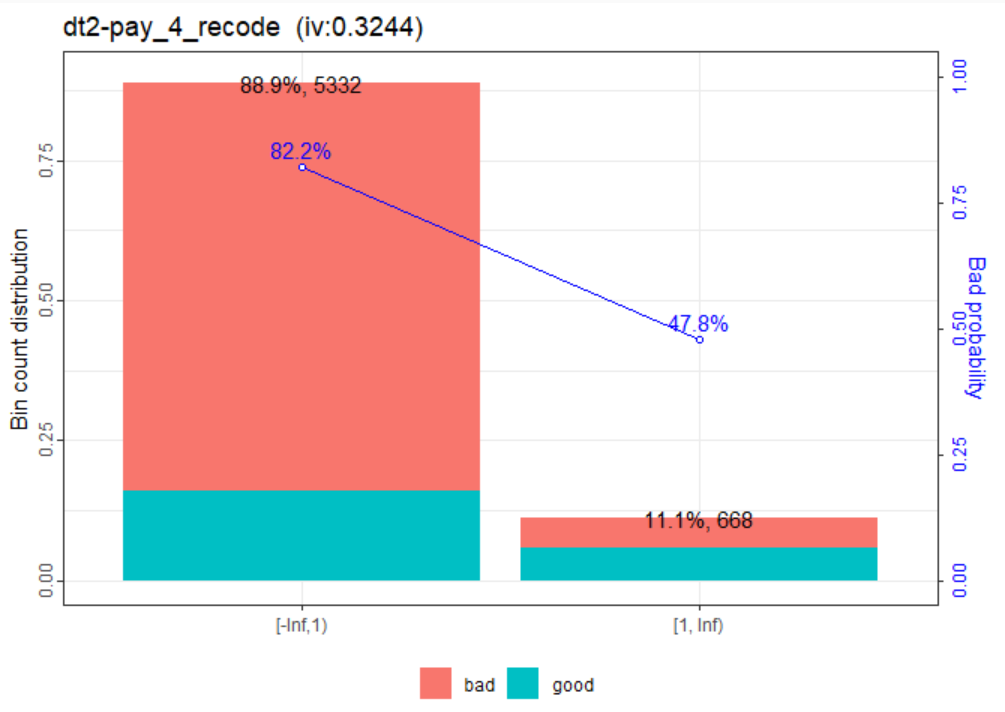 dt2-pay_4_recode (iv:0.3244)
Bin count distribution
0.75
0.50
0.25
0.00
88.9%, 5332
82.2%
47.8%
11.1%, 668
1.00
0.75
0.50
0.25
0.00
Bad probability
[-Inf,1)
[1, Inf)
bad
good